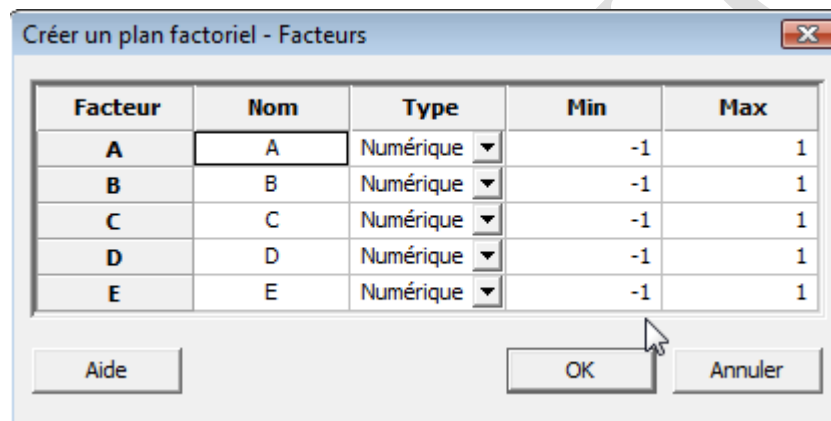 Créer un plan factoriel - Facteurs
Facteur Nom Type Min Max
A A Numérique -1 1
B B Numérique -1 1
C C Numérique -1 1
D D Numérique -1 1
E E Numérique -1 1
Aide OK Annuler